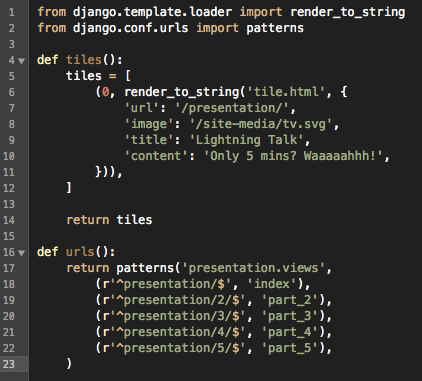 1 from django.template.loader import render_to_string
2 from django.conf.urls import patterns
3
4 def tiles():
5     tiles = [
6         (0, render_to_string('tile.html', {
7             'url': '/presentation/',
8             'image': '/site-media/tv.svg',
9             'title': 'Lightning Talk',
10             'content': 'Only 5 mins? Waaaaahhh!',
11         })),
12     ]
13
14     return tiles
15
16 def urls():
17     return patterns('presentation.views',
18         (r'^presentation/$', 'index'),
19         (r'^presentation/2/$', 'part_2'),
20         (r'^presentation/3/$', 'part_3'),
21         (r'^presentation/4/$', 'part_4'),
22         (r'^presentation/5/$', 'part_5'),
23     )